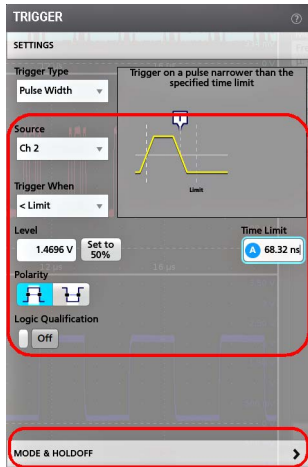 TRIGGER
?
SETTINGS
Trigger Type
Pulse Width
Trigger on a pulse narrower than the
specified time limit
Source
Ch 2
T
Limit
Trigger When
< Limit
Level
Time Limit
1.4696 V
Set to
50%
A 68.32 ns
16 µs
Polarity
Logic Qualification
Off
MODE & HOLDOFF